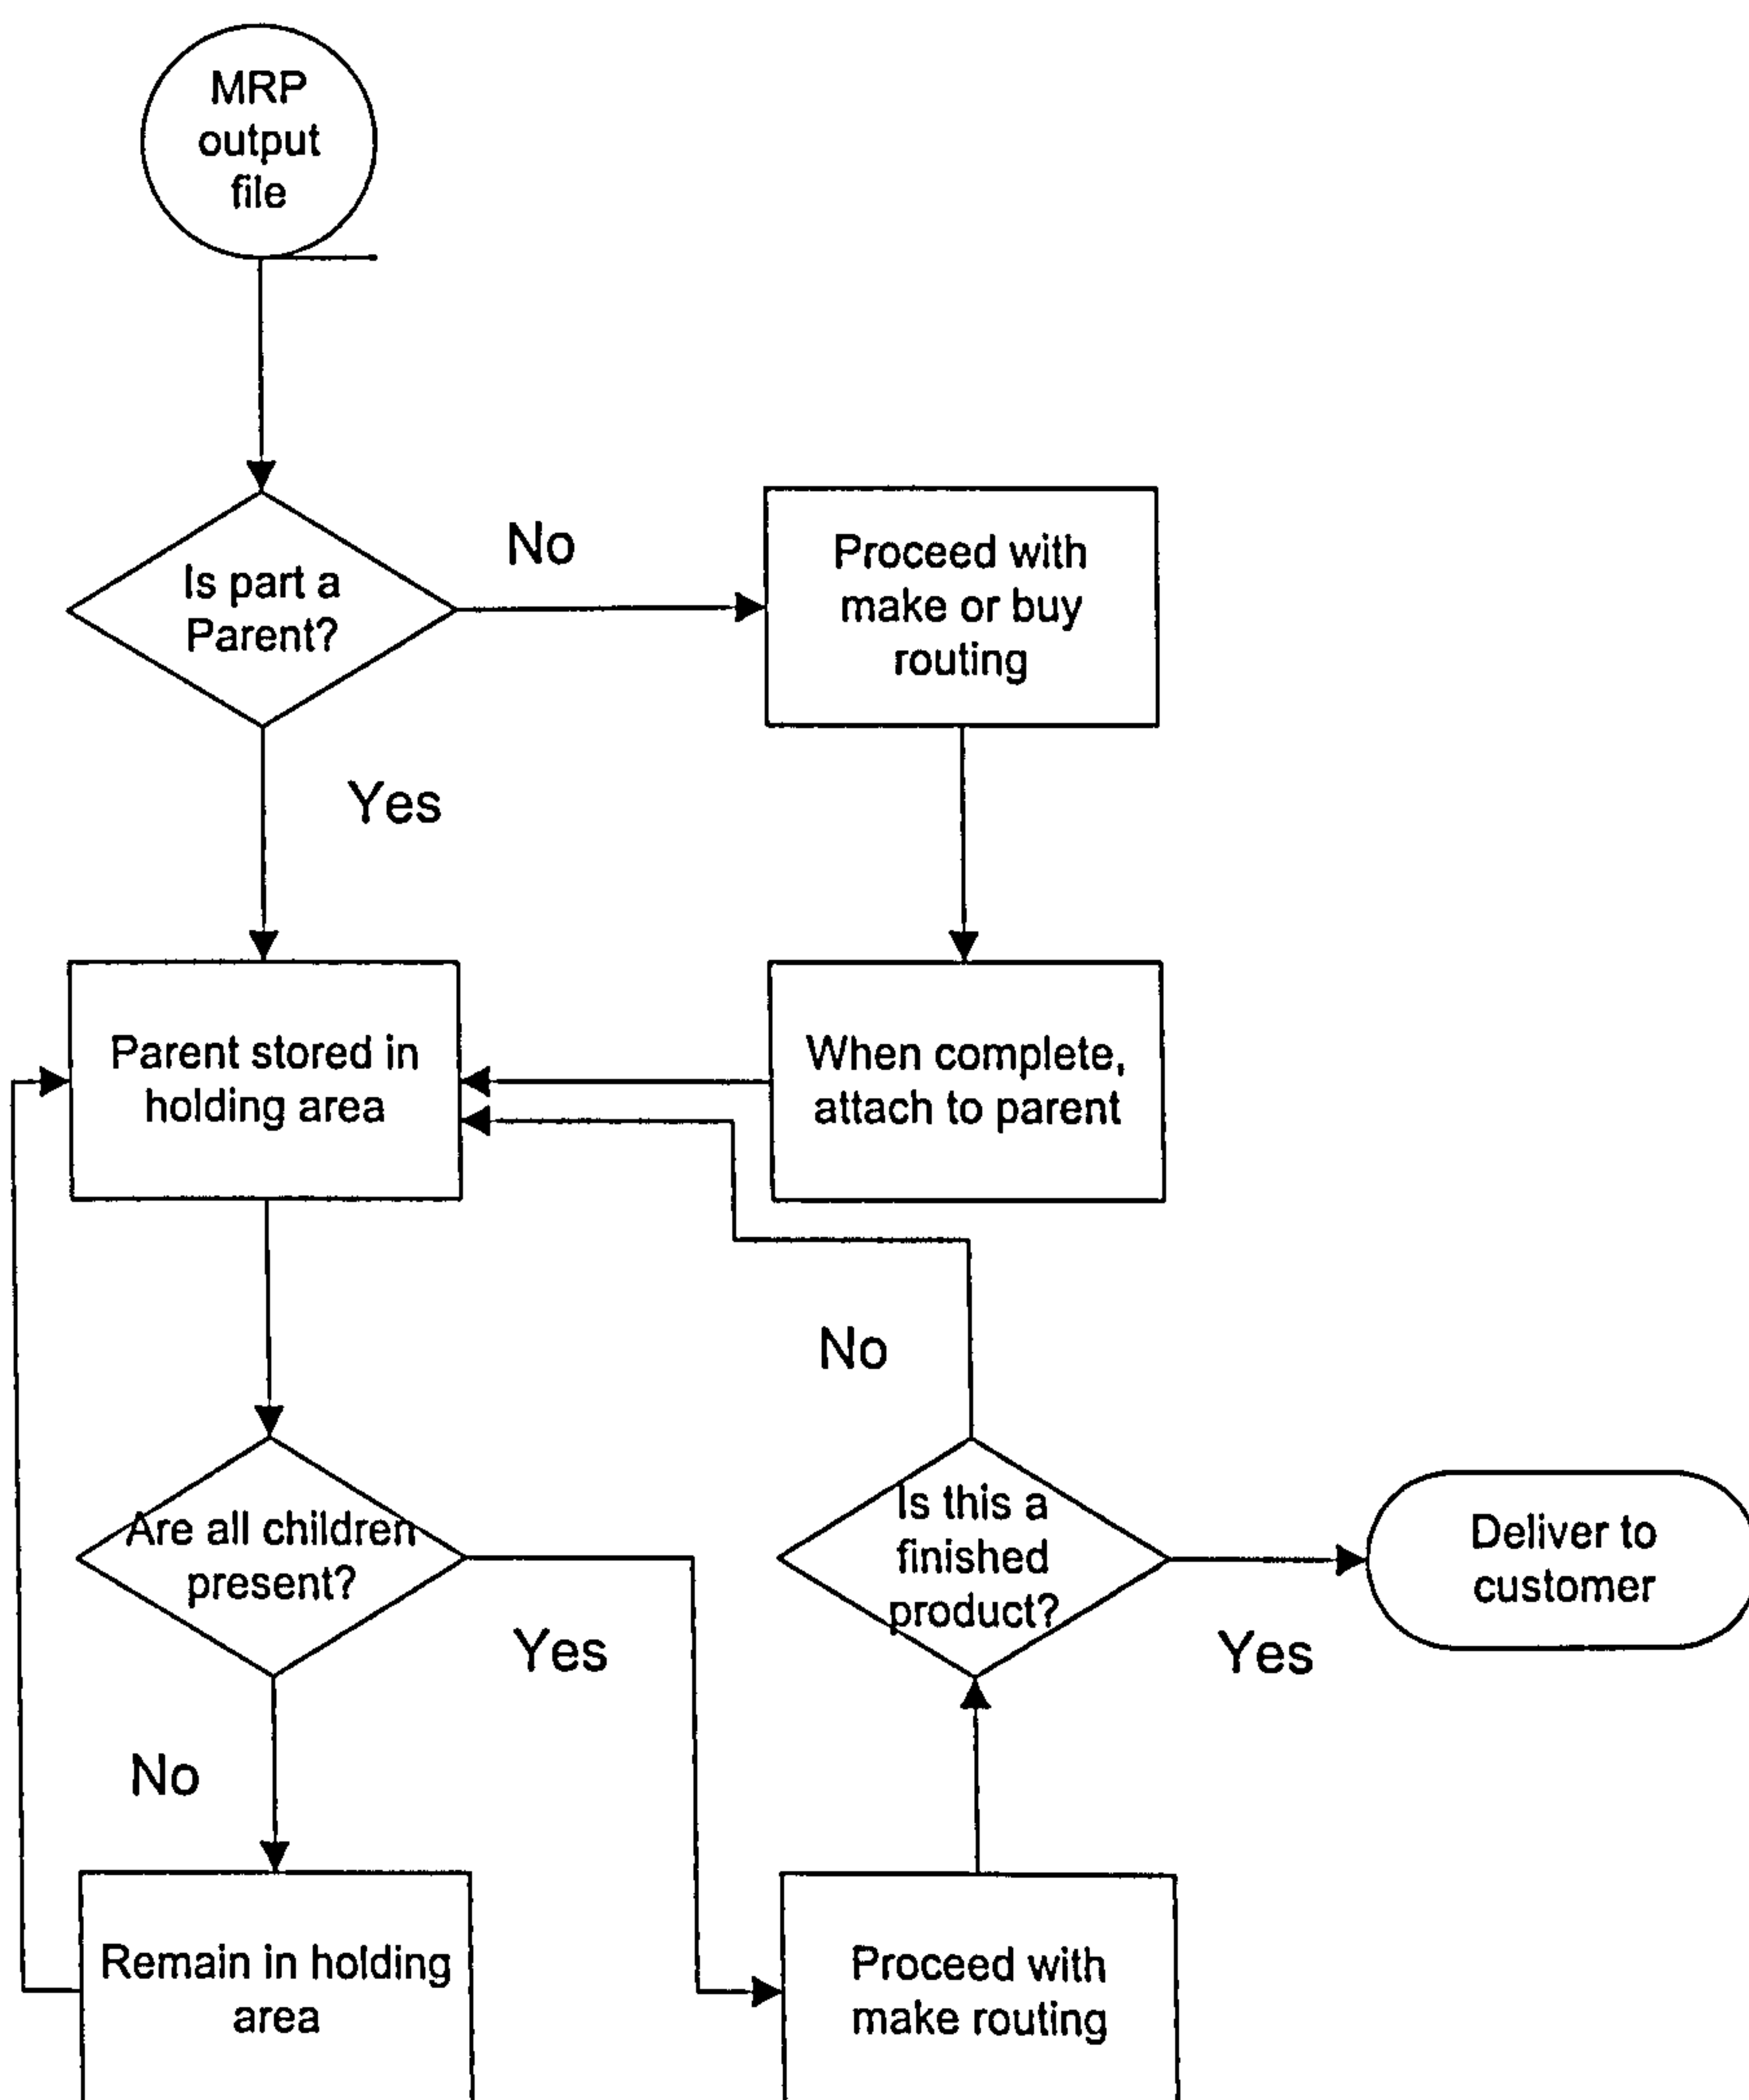 MRP
output
file
Is part a
Parent?
No
Proceed with
make or buy
routing
Yes
Parent stored in
holding area
When complete,
attach to parent
No
Are all children
present?
Yes
Is this a
finished
product?
Yes
Deliver to
customer
No
Remain in holding
area
Proceed with
make routing